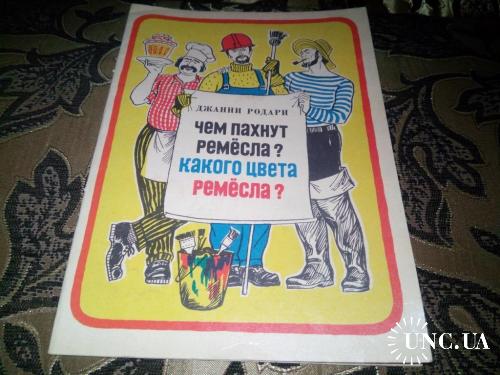 ДЖАННИ РОДАРИ
ЧЕМ ПАХНУТ
РЕМЁСЛА?
КАКОГО ЦВЕТА
РЕМЁСЛА?
UNC.UA